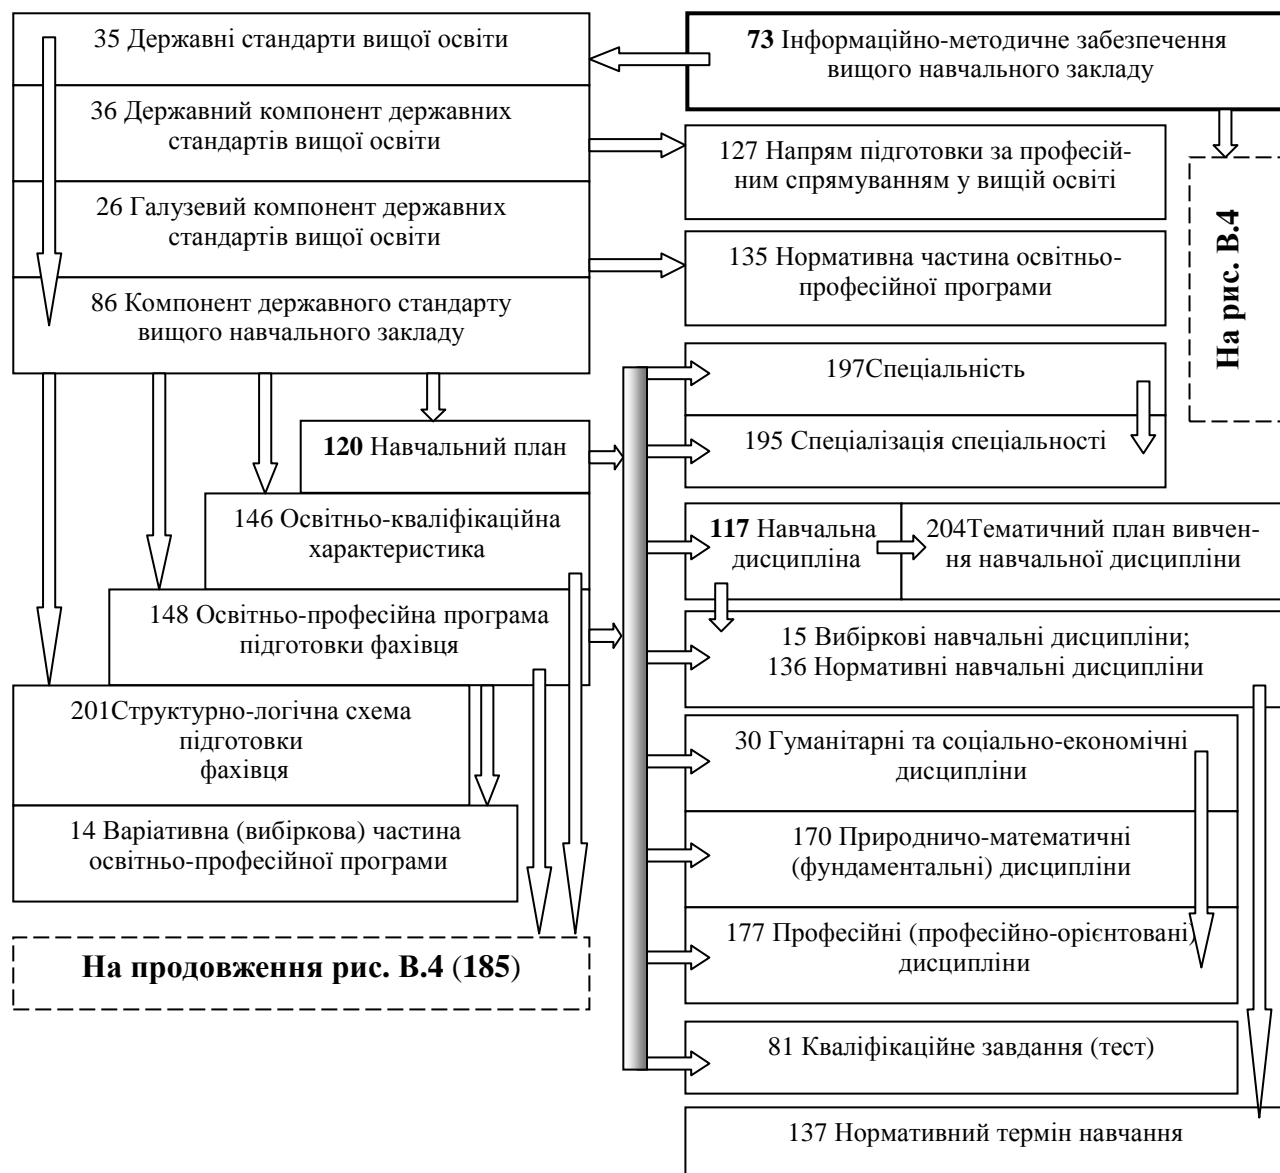 35 Державні стандарти вищої освіти
73 Інформаційно-методичне забезпечення
вищого навчального закладу
36 Державний компонент державних
стандартів вищої освіти
127 Напрям підготовки за професій-
ним спрямуванням у вищій освіті
На рис. В.4
26 Галузевий компонент державних
стандартів вищої освіти
135 Нормативна частина освітньо-
професійної програми
86 Компонент державного стандарту
вищого навчального закладу
197Спеціальність
195 Спеціалізація спеціальності
120 Навчальний план
146 Освітньо-кваліфікаційна
характеристика
117 Навчальна
дисципліна
204Тематичний план вивчен-
ня навчальної дисципліни
148 Освітньо-професійна програма
підготовки фахівця
15 Вибіркові навчальні дисципліни;
136 Нормативні навчальні дисципліни
201Структурно-логічна схема
підготовки
фахівця
30 Гуманітарні та соціально-економічні
дисципліни
14 Варіативна (вибіркова) частина
освітньо-професійної програми
170 Природничо-математичні
(фундаментальні) дисципліни
177 Професійні (професійно-орієнтовані)
дисципліни
На продовження рис. В.4 (185)
81 Кваліфікаційне завдання (тест)
137 Нормативний термін навчання